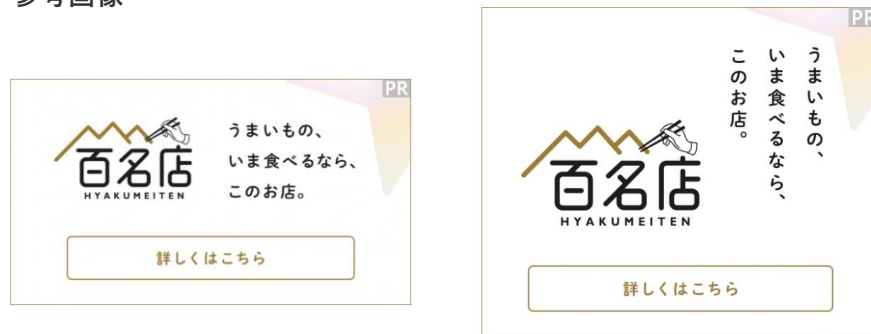 参考画像
PR
百名店
HYAKUMEITEN
うまいもの、
いま食べるなら、
このお店。
詳しくはこちら
PR
うまいもの、
いま食べるなら、
このお店。
百名店
HYAKUMEITEN
詳しくはこちら